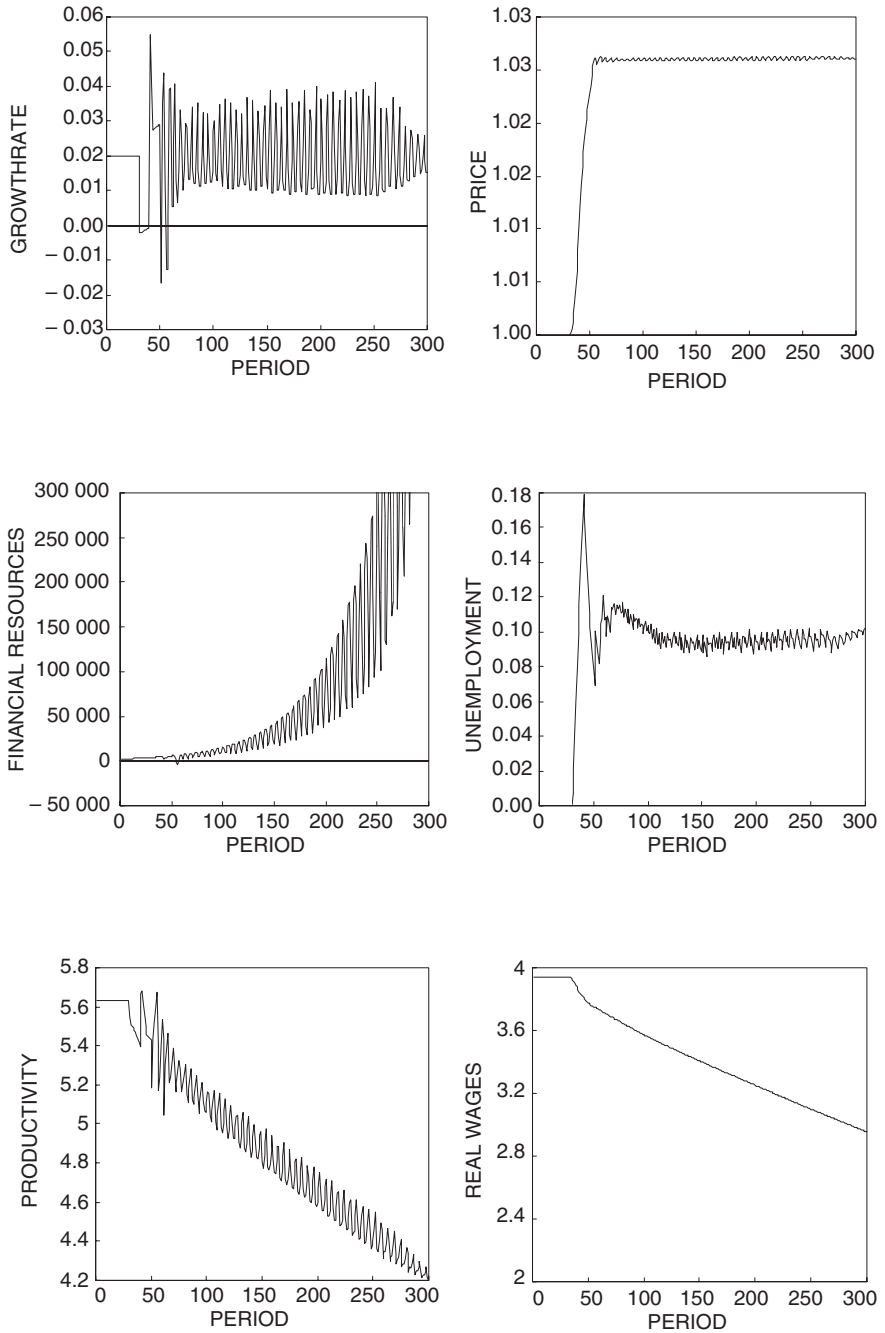 GROWTHRATE
0.06
0.05
0.04
0.03
0.02
0.01
0.00
– 0.01
– 0.02
– 0.03
0 50 100 150 200 250 300
PERIOD
PRICE
1.03
1.03
1.02
1.02
1.01
1.01
1.00
0 50 100 150 200 250 300
PERIOD
FINANCIAL RESOURCES
300 000
250 000
200 000
150 000
100 000
50 000
0
– 50 000
0 50 100 150 200 250 300
PERIOD
UNEMPLOYMENT
0.18
0.16
0.14
0.12
0.10
0.08
0.06
0.04
0.02
0.00
0 50 100 150 200 250 300
PERIOD
PRODUCTIVITY
5.8
5.6
5.4
5.2
5
4.8
4.6
4.4
4.2
0 50 100 150 200 250 300
PERIOD
REAL WAGES
4
3.6
3.2
2.8
2.4
2
0 50 100 150 200 250 300
PERIOD